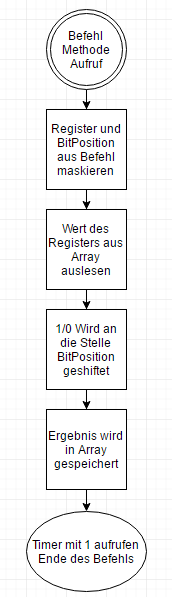 Befehl
Methode
Aufruf
Register und
BitPosition
aus Befehl
maskieren
Wert des
Registers aus
Array
auslesen
1/0 Wird an
die Stelle
BitPosition
geshiftet
Ergebnis wird
in Array
gespeichert
Timer mit 1 aufrufen
Ende des Befehls